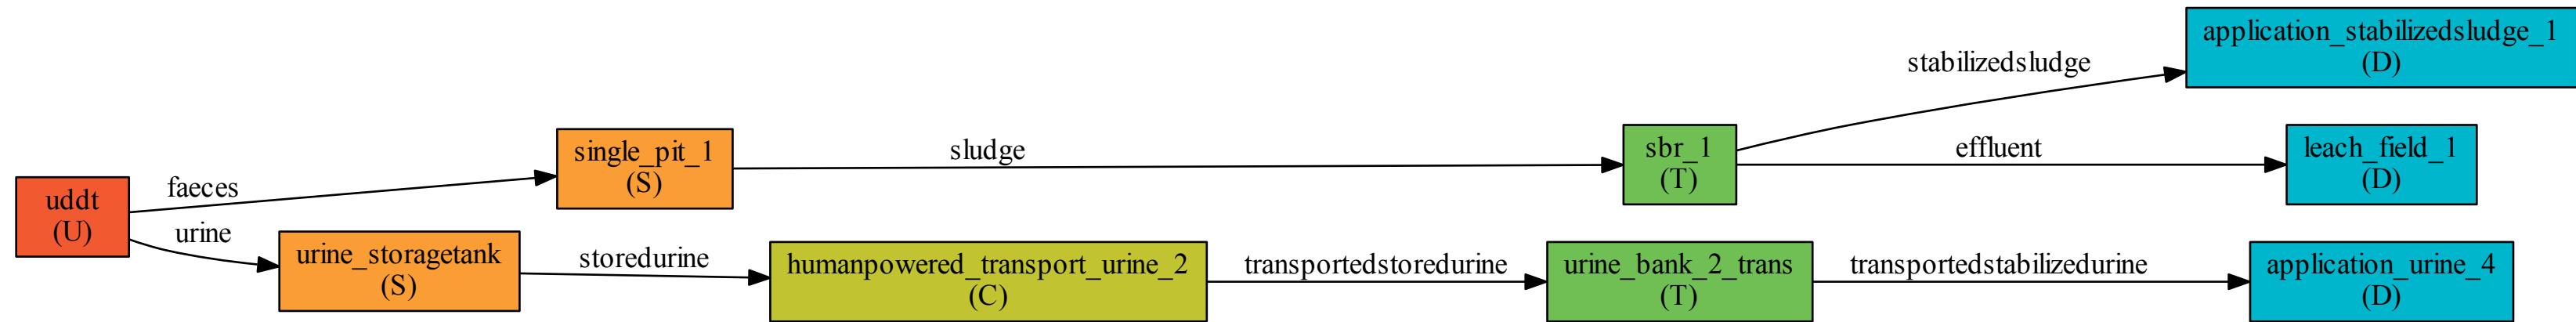 uddt
(U)
faeces
urine
single_pit_1
(S)
urine_storagetank
(S)
sludge
storedurine
humanpowered_transport_urine_2
(C)
transportedstoredurine
sbr_1
(T)
urine_bank_2_trans
(T)
stabilizedsludge
effluent
transportedstabilizedurine
application_stabilizedsludge_1
(D)
leach_field_1
(D)
application_urine_4
(D)